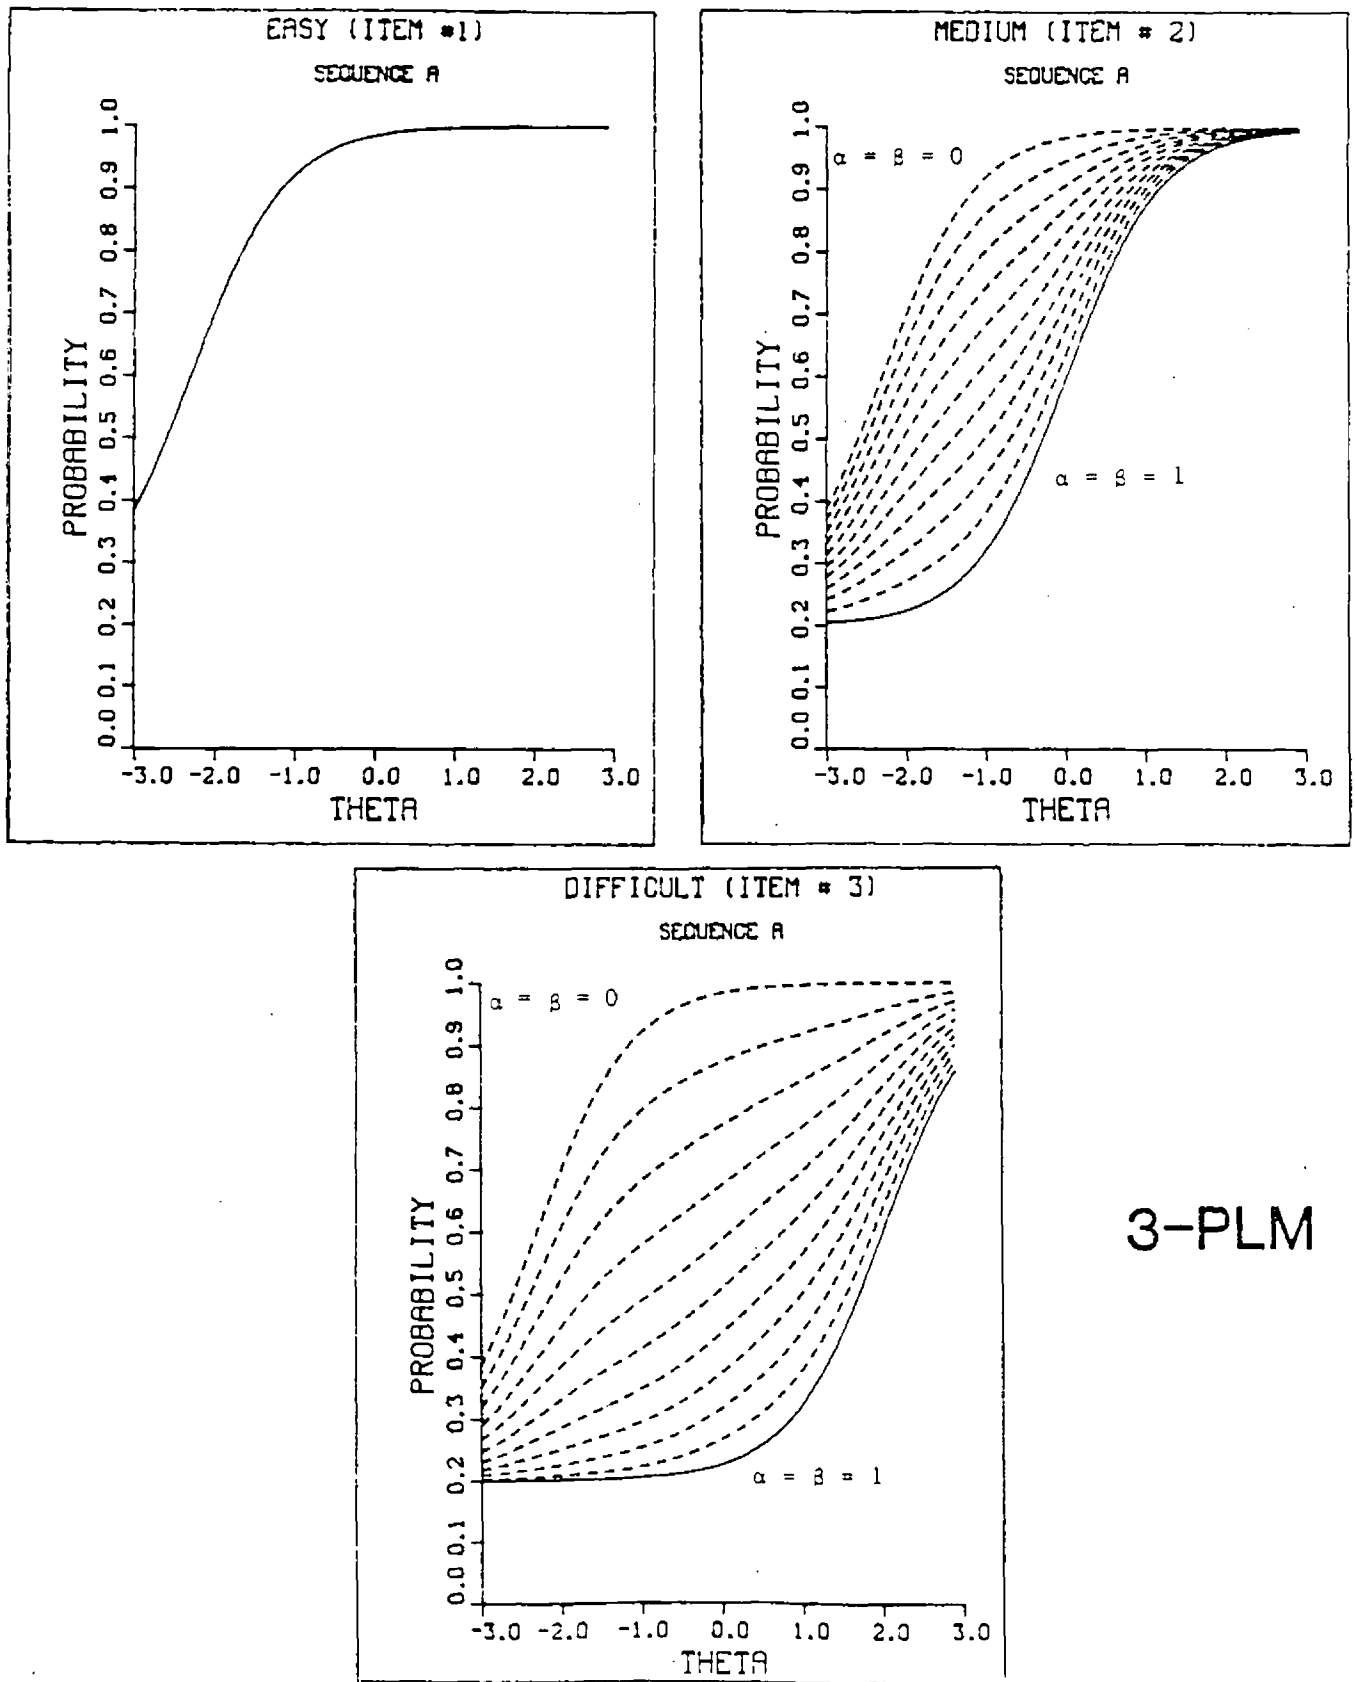 EASY (ITEM #1)
SEQUENCE A
PROBABILITY
0.0 0.1 0.2 0.3 0.4 0.5 0.6 0.7 0.8 0.9 1.0
-3.0 -2.0 -1.0 0.0 1.0 2.0 3.0
THETA
MEDIUM (ITEM # 2)
SEQUENCE A
α = β = 0
α = β = 1
PROBABILITY
0.0 0.1 0.2 0.3 0.4 0.5 0.6 0.7 0.8 0.9 1.0
-3.0 -2.0 -1.0 0.0 1.0 2.0 3.0
THETA
DIFFICULT (ITEM # 3)
SEQUENCE A
α = β = 0
α = β = 1
PROBABILITY
0.0 0.1 0.2 0.3 0.4 0.5 0.6 0.7 0.8 0.9 1.0
-3.0 -2.0 -1.0 0.0 1.0 2.0 3.0
THETA
3-PLM